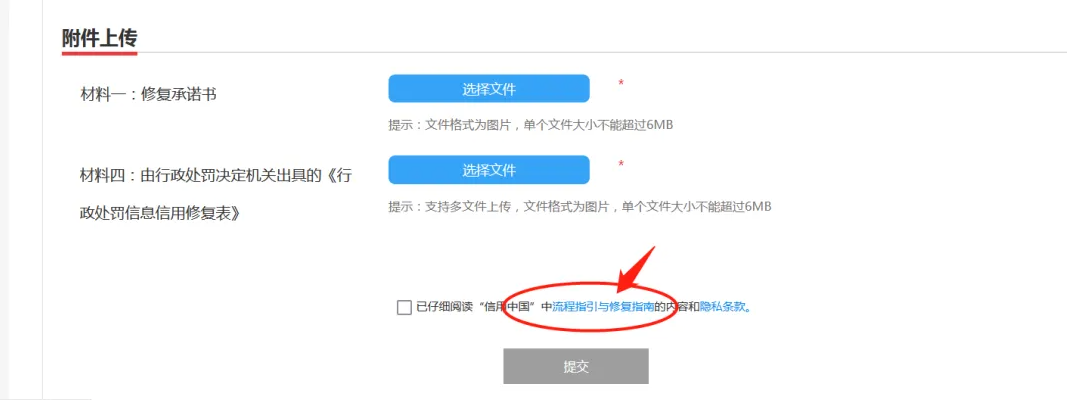 附件上传
材料一：修复承诺书
选择文件
*
提示：文件格式为图片，单个文件大小不能超过6MB
材料四：由行政处罚决定机关出具的《行
政处罚信息信用修复表》
选择文件
*
提示：支持多文件上传，文件格式为图片，单个文件大小不能超过6MB
已仔细阅读“信用中国”中流程指引与修复指南的内容和隐私条款。
提交